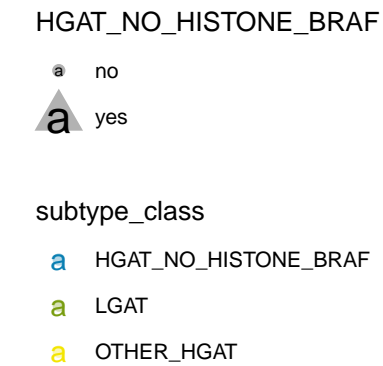 HGAT_NO_HISTONE_BRAF
a no
a yes
subtype_class
a HGAT_NO_HISTONE_BRAF
a LGAT
a OTHER_HGAT